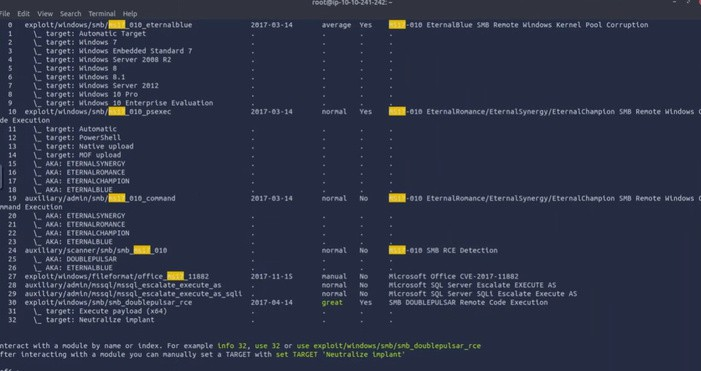 root@ip-10-10-241-242: ~
File Edit View Search Terminal Help
0 exploit/windows/smb/ms17_010_eternalblue 2017-03-14 average Yes MS17-010 EternalBlue SMB Remote Windows Kernel Pool Corruption
1 \_ target: Automatic Target . . . .
2 \_ target: Windows 7 . . . .
3 \_ target: Windows Embedded Standard 7 . . . .
4 \_ target: Windows Server 2008 R2 . . . .
5 \_ target: Windows 8 . . . .
6 \_ target: Windows 8.1 . . . .
7 \_ target: Windows Server 2012 . . . .
8 \_ target: Windows 10 Pro . . . .
9 \_ target: Windows 10 Enterprise Evaluation . . . .
10 exploit/windows/smb/ms17_010_psexec 2017-03-14 normal Yes MS17-010 EternalRomance/EternalSynergy/EternalChampion SMB Remote Windows C
de Execution
11 \_ target: Automatic . . . .
12 \_ target: PowerShell . . . .
13 \_ target: Native upload . . . .
14 \_ target: MOF upload . . . .
15 \_ AKA: ETERNALSYNERGY . . . .
16 \_ AKA: ETERNALROMANCE . . . .
17 \_ AKA: ETERNALCHAMPION . . . .
18 \_ AKA: ETERNALBLUE . . . .
19 auxiliary/admin/smb/ms17_010_command 2017-03-14 normal No MS17-010 EternalRomance/EternalSynergy/EternalChampion SMB Remote Windows C
mmand Execution
20 \_ AKA: ETERNALSYNERGY . . . .
21 \_ AKA: ETERNALROMANCE . . . .
22 \_ AKA: ETERNALCHAMPION . . . .
23 \_ AKA: ETERNALBLUE . . . .
24 auxiliary/scanner/smb/smb_ms17_010 . normal No MS17-010 SMB RCE Detection
25 \_ AKA: DOUBLEPULSAR . . . .
26 \_ AKA: ETERNALBLUE . . . .
27 exploit/windows/fileformat/office_ms17_11882 2017-11-15 manual No Microsoft Office CVE-2017-11882
28 auxiliary/admin/mssql/mssql_escalate_execute_as . normal No Microsoft SQL Server Escalate EXECUTE AS
29 auxiliary/admin/mssql/mssql_escalate_execute_as_sqli . normal No Microsoft SQL Server SQLi Escalate Execute AS
30 exploit/windows/smb/smb_doublepulsar_rce 2017-04-14 great Yes SMB DOUBLEPULSAR Remote Code Execution
31 \_ target: Execute payload (x64) . . . .
32 \_ target: Neutralize implant . . . .
nteract with a module by name or index. For example info 32, use 32 or use exploit/windows/smb/smb_doublepulsar_rce
fter interacting with a module you can manually set a TARGET with set TARGET 'Neutralize implant'